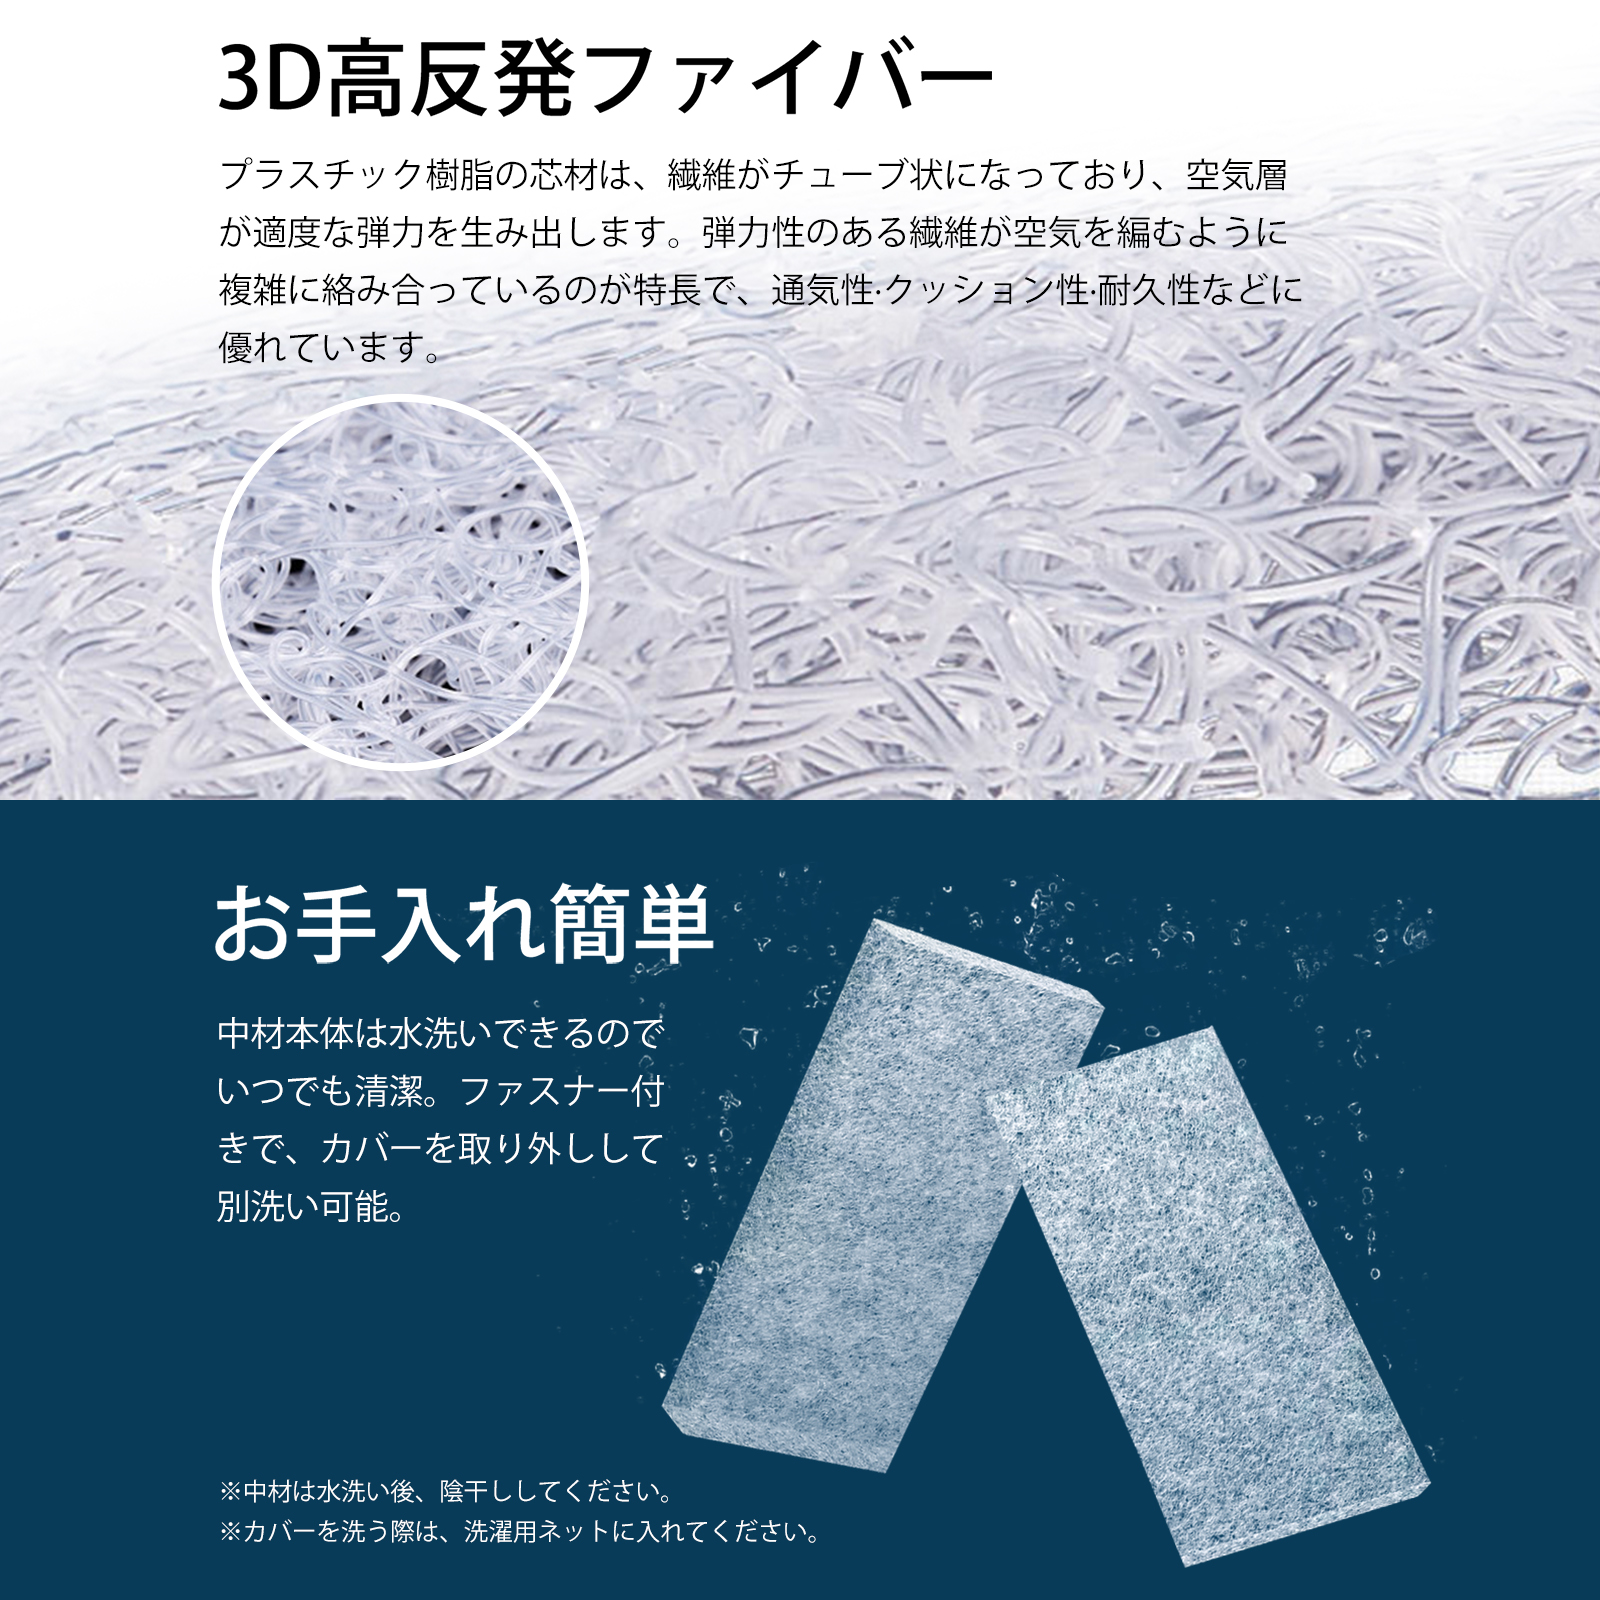 3D高反発ファイバー
プラスチック樹脂の芯材は、繊維がチューブ状になっており、空気層
が適度な弾力を生み出します。弾力性のある繊維が空気を編むように
複雑に絡み合っているのが特長で、通気性·クッション性·耐久性などに
優れています。
お手入れ簡単
中材本体は水洗いできるので
いつでも清潔。ファスナー付
きで、カバーを取り外しして
別洗い可能。
※中材は水洗い後、陰干ししてください。
※カバーを洗う際は、洗濯用ネットに入れてください。